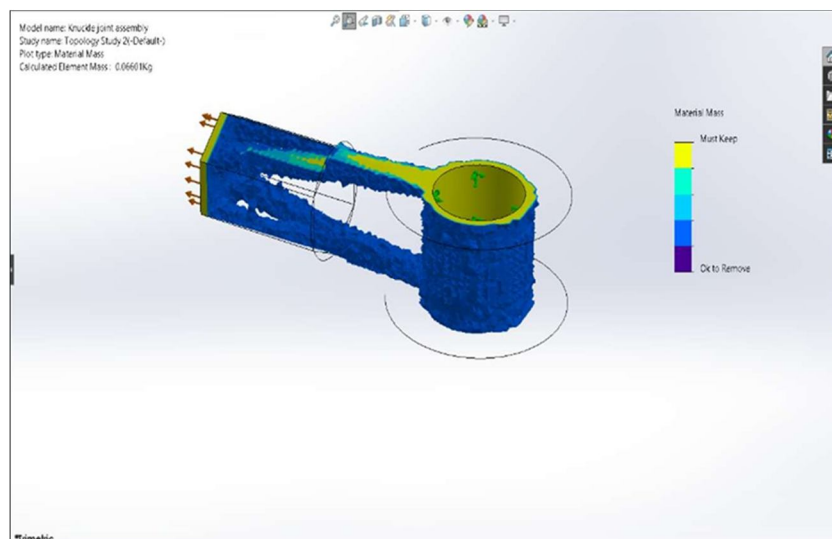 Model name: Knuckle joint assembly
Study name: Topology Study 2(-Default-)
Plot type: Material Mass
Calculated Element Mass : 0.06601Kg
Material Mass
Must Keep
Ok to Remove
*Trimetric